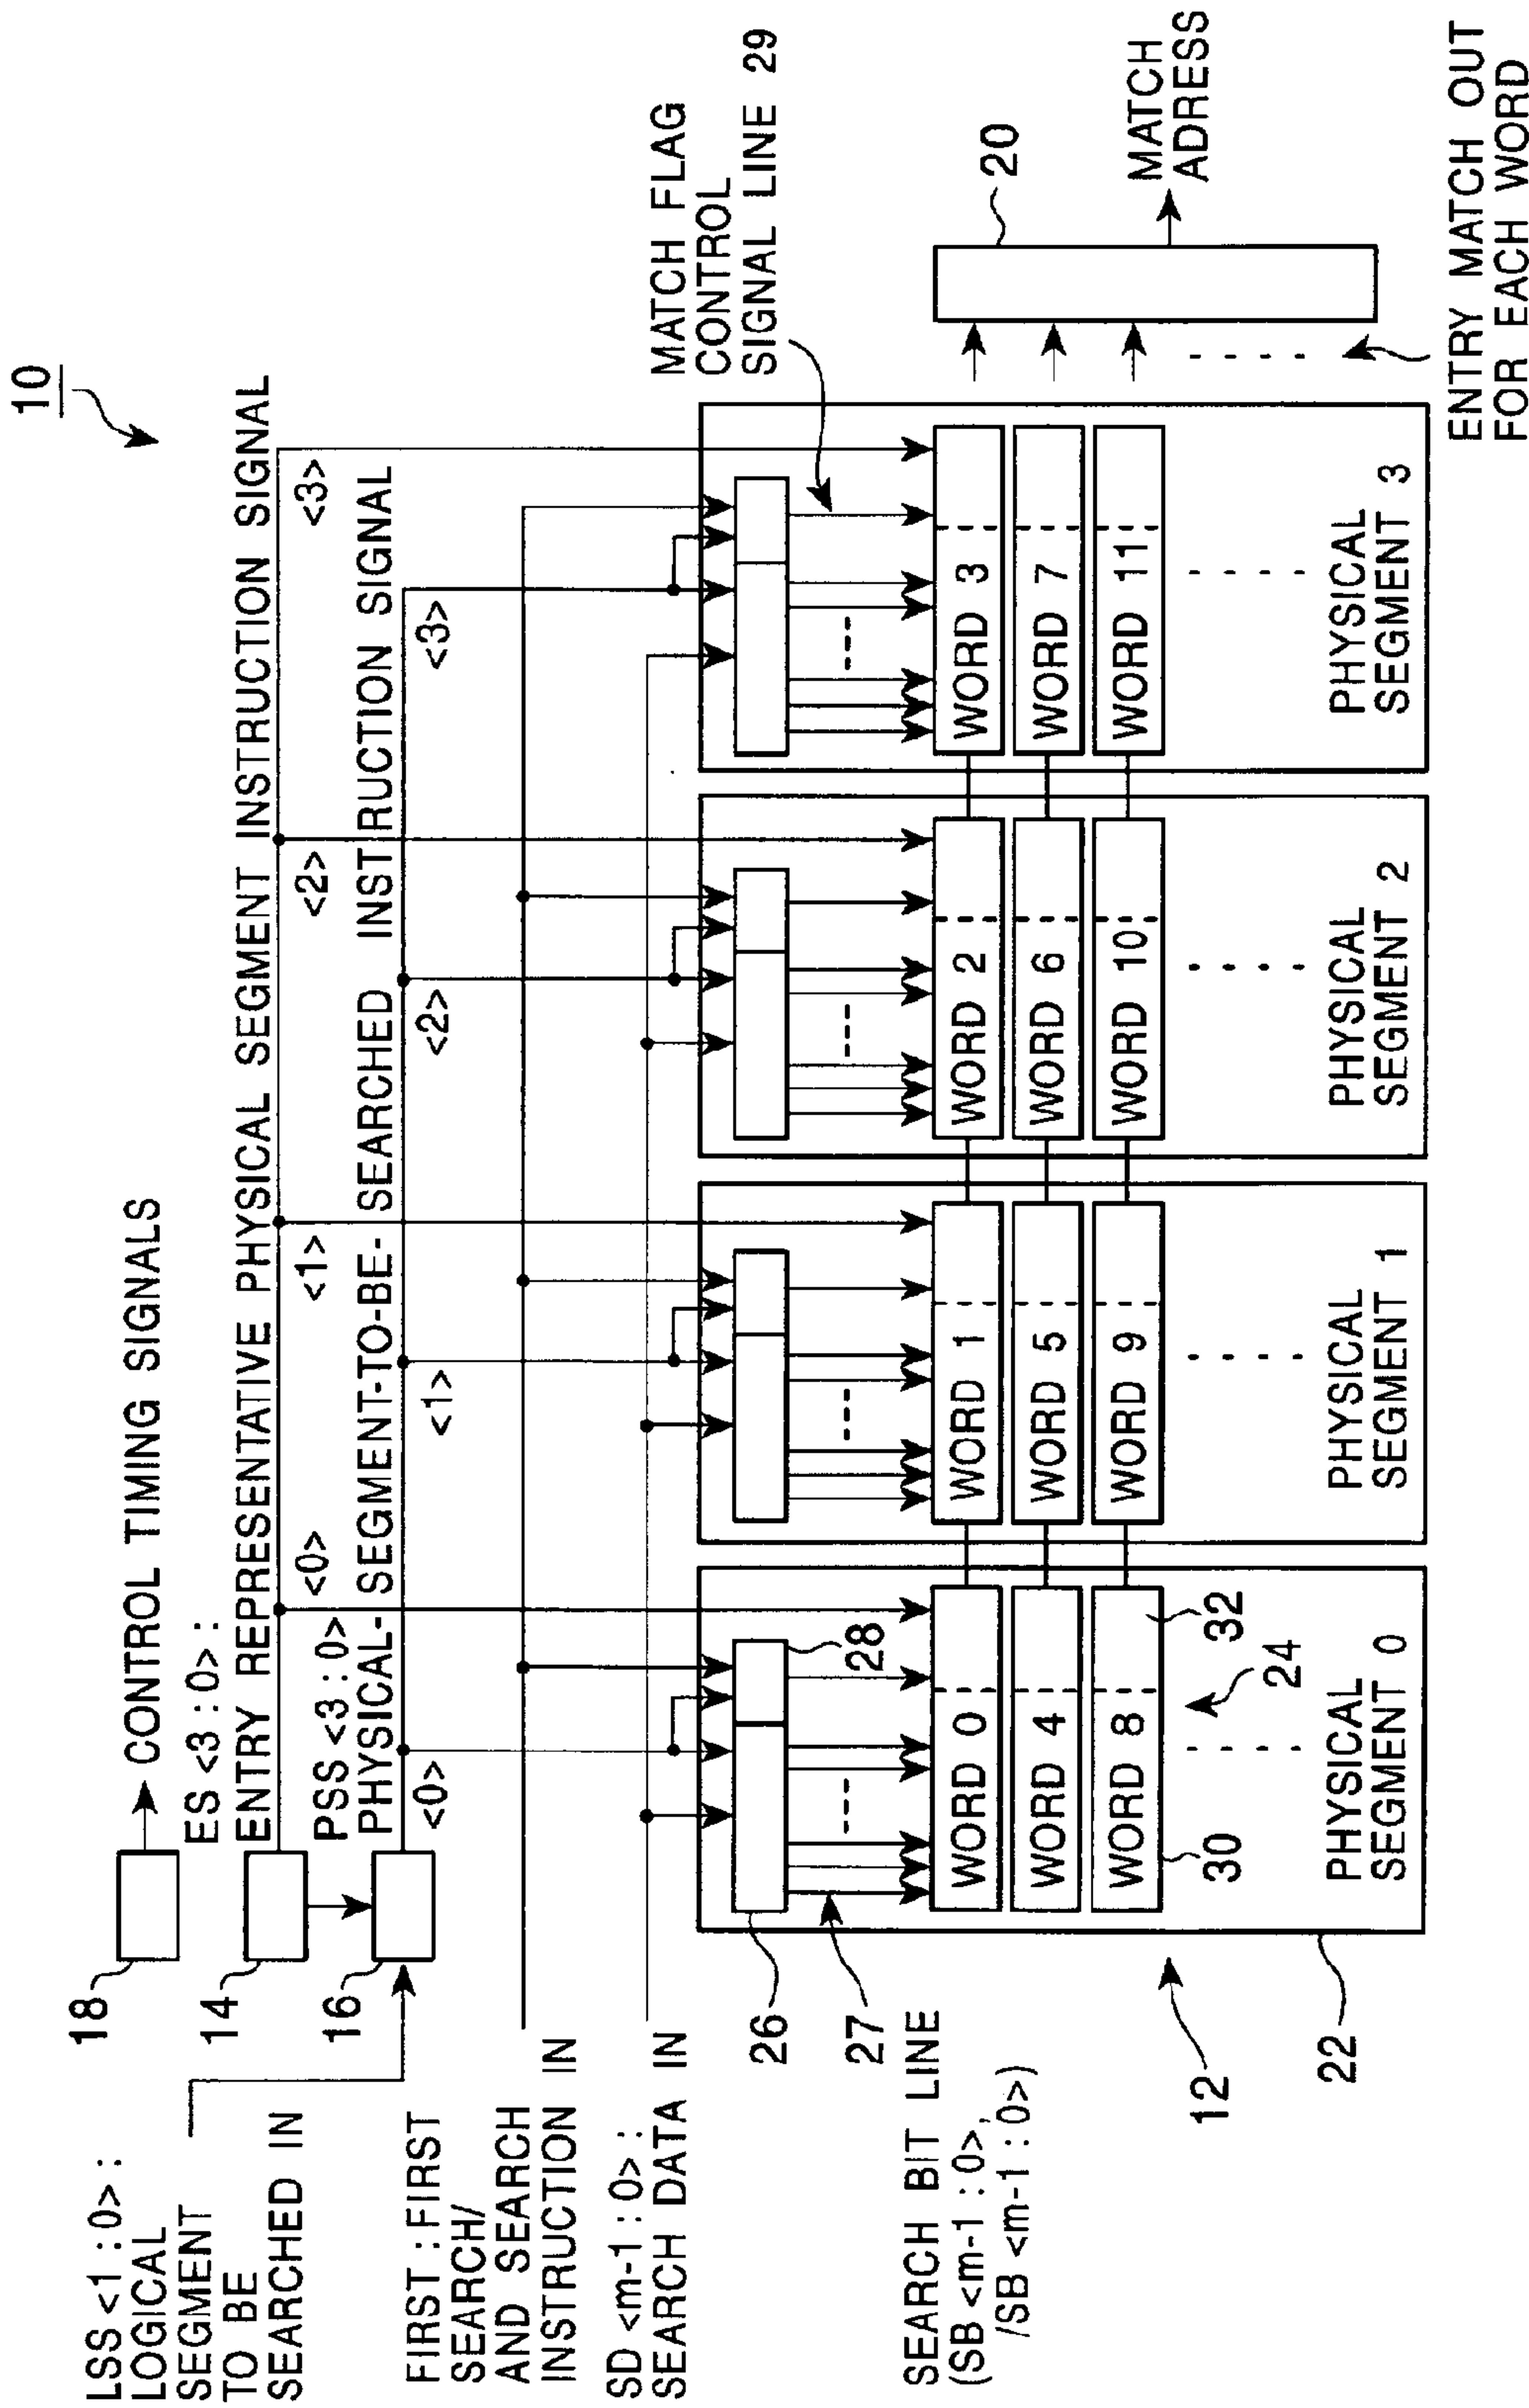 10
18
CONTROL TIMING SIGNALS
LSS <1 : 0> :
LOGICAL
SEGMENT
TO BE
SEARCHED IN
ES <3 : 0> :
ENTRY REPRESENTATIVE PHYSICAL SEGMENT INSTRUCTION SIGNAL
14
<0>
<1>
<2>
<3>
PSS <3 : 0>
PHYSICAL- SEGMENT-TO-BE- SEARCHED INSTRUCTION SIGNAL
16
<0>
<1>
<2>
<3>
FIRST : FIRST
SEARCH/
AND SEARCH
INSTRUCTION IN
SD <m-1 : 0> :
SEARCH DATA IN
MATCH FLAG
CONTROL
SIGNAL LINE 29
26
28
27
SEARCH BIT LINE
(SB <m-1 : 0>,
/SB <m-1 : 0>)
WORD 0
WORD 1
WORD 2
WORD 3
WORD 4
WORD 5
WORD 6
WORD 7
WORD 8
WORD 9
WORD 10
WORD 11
20
MATCH
ADRESS
12
30
32
24
22
PHYSICAL
SEGMENT 0
PHYSICAL
SEGMENT 1
PHYSICAL
SEGMENT 2
PHYSICAL
SEGMENT 3
ENTRY MATCH OUT
FOR EACH WORD